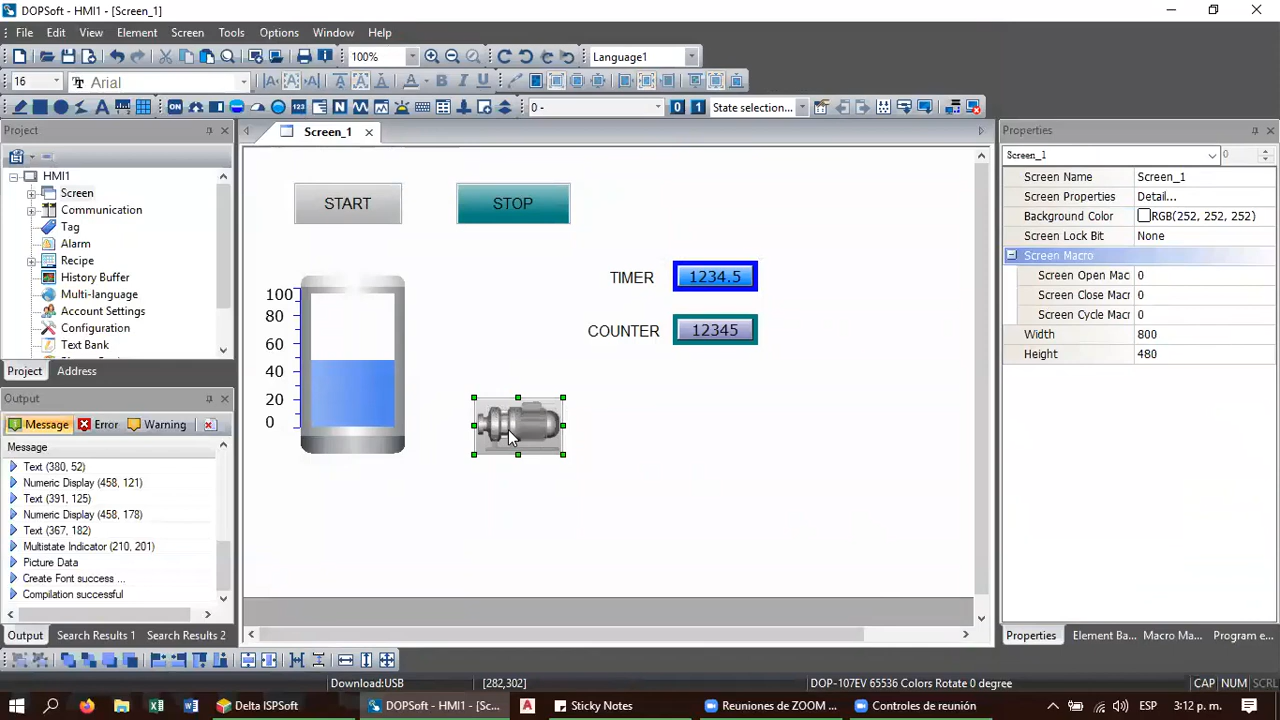 DOPSoft - HMI1 - [Screen_1]
File Edit View Element Screen Tools Options Window Help
100% Language1
16 Arial
0 - 0 1 State selection...
Project
Screen_1
Properties
HMI1
Screen
Communication
Tag
Alarm
Recipe
History Buffer
Multi-language
Account Settings
Configuration
Text Bank
Project Address
Output
Message Error Warning
Message
Text (380, 52)
Numeric Display (458, 121)
Text (391, 125)
Numeric Display (458, 178)
Text (367, 182)
Multistate Indicator (210, 201)
Picture Data
Create Font success ...
Compilation successful
Output Search Results 1 Search Results 2
START STOP
TIMER 1234.5
COUNTER 12345
100
80
60
40
20
0
Screen_1 0
Screen Name Screen_1
Screen Properties Detail...
Background Color RGB(252, 252, 252)
Screen Lock Bit None
Screen Macro
Screen Open Mac 0
Screen Close Macr 0
Screen Cycle Macr 0
Width 800
Height 480
Properties Element Ba... Macro Ma... Program e...
Download:USB [282,302] DOP-107EV 65536 Colors Rotate 0 degree CAP NUM SCRL
Delta ISPSoft DOPSoft - HMI1 - [Sc... Sticky Notes Reuniones de ZOOM ... Controles de reunión ESP 3:12 p. m.